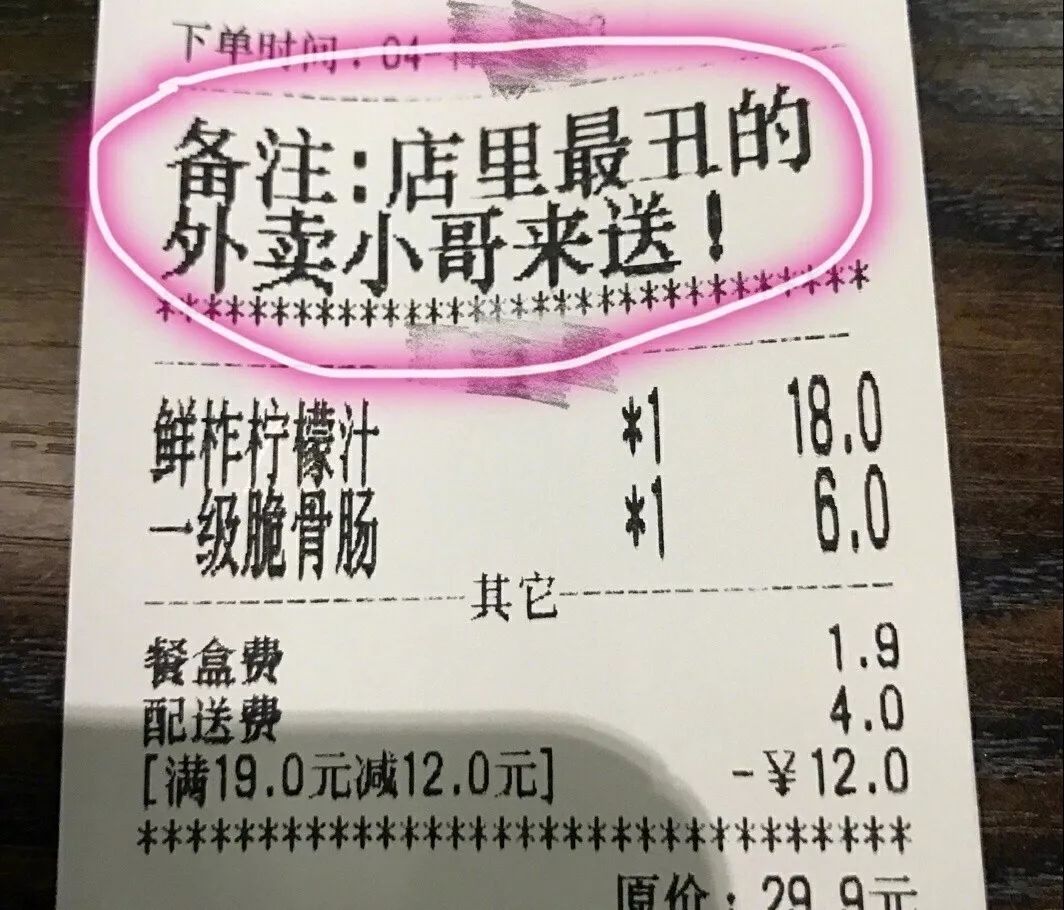 下单时间:04-
备注:店里最丑的
外卖小哥来送!
*******************************
鲜柞柠檬汁 *1 18.0
一级脆骨肠 *1 6.0
其它
餐盒费 1.9
配送费 4.0
[满19.0元减12.0元] -¥12.0
*********************************
原价:29.9元